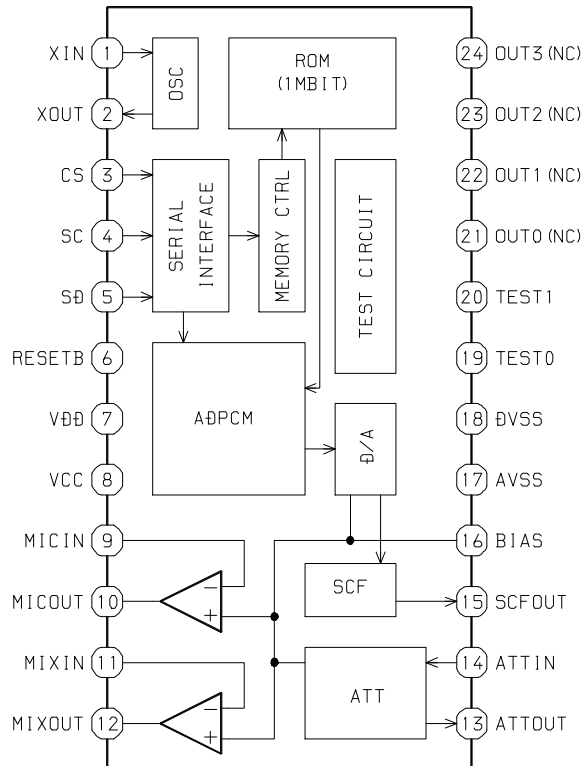 XIN 1
XOUT 2
CS 3
SC 4
SD 5
RESETB 6
VDD 7
VCC 8
MICIN 9
MICOUT 10
MIXIN 11
MIXOUT 12
OSC
ROM
(1MBIT)
SERIAL
INTERFACE
MEMORY CTRL
TEST CIRCUIT
ADPCM
D/A
SCF
ATT
-
+
-
+
24 OUT3(NC)
23 OUT2(NC)
22 OUT1(NC)
21 OUT0(NC)
20 TEST1
19 TEST0
18 DVSS
17 AVSS
16 BIAS
15 SCFOUT
14 ATTIN
13 ATTOUT